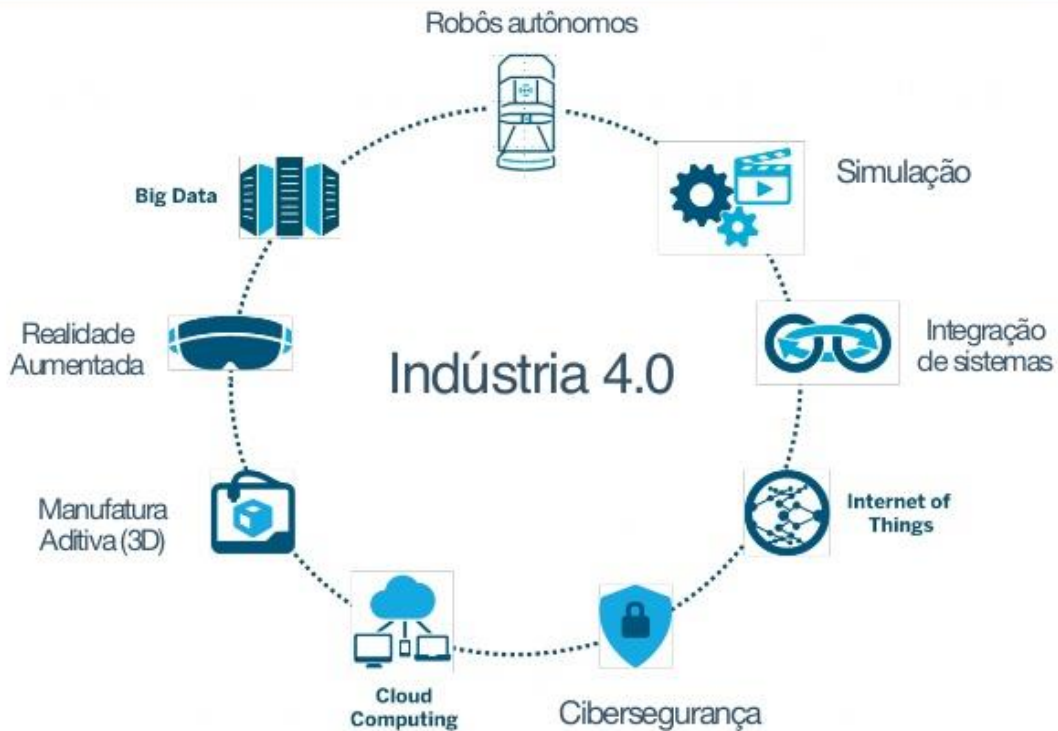 Robôs autônomos
Simulação
Big Data
Integração
de sistemas
Realidade
Aumentada
Indústria 4.0
Internet of
Things
Manufatura
Aditiva (3D)
Cibersegurança
Cloud
Computing